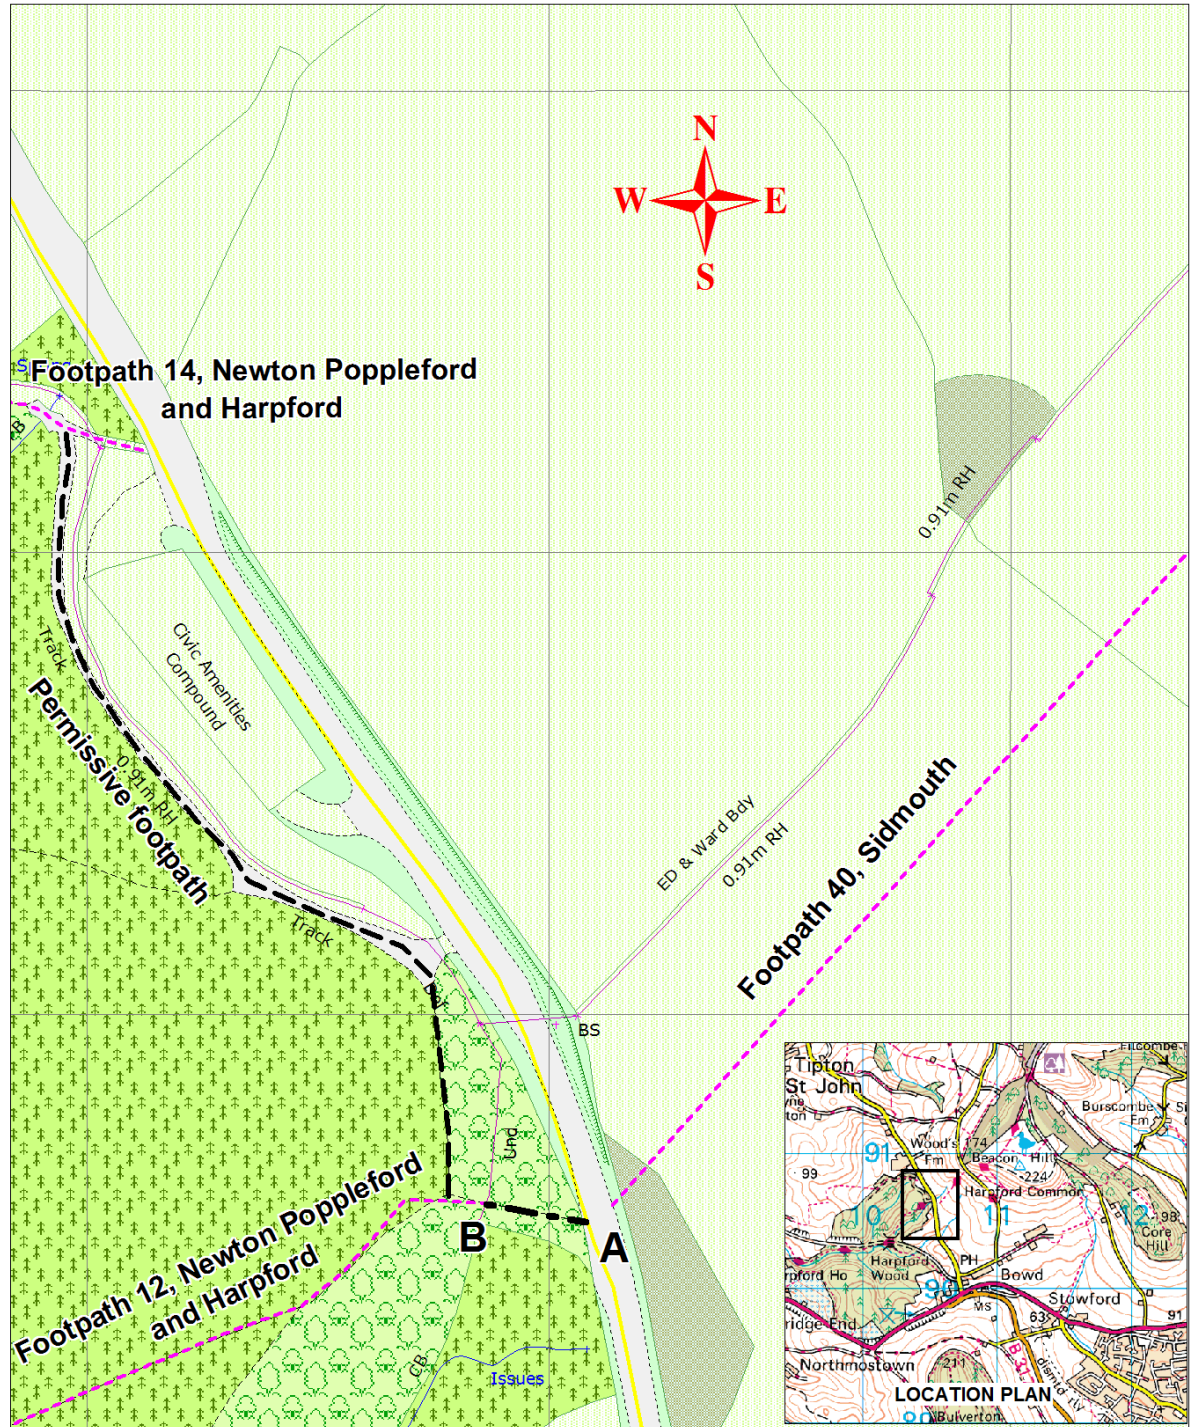 N
W E
S
Footpath 14, Newton Poppleford
and Harpford
0.91m RH
Track
Civic Amenities
Compound
Permissive footpath
0.91m RH
Track
ED & Ward Bdy
0.91m RH
Footpath 40, Sidmouth
Def
BS
Und
Footpath 12, Newton Poppleford
and Harpford
B
A
CB
Issues
Tipton
St John
Burscombe
Fm
Wood's
Fm
174
Beacon Hill
224
91
99
Harpford Common
10
11
12
98
Core
Hill
Harpford
Wood
PH
Bowd
90
MS
Stowford
63
91
Northmostown
211
LOCATION PLAN
Bulverton